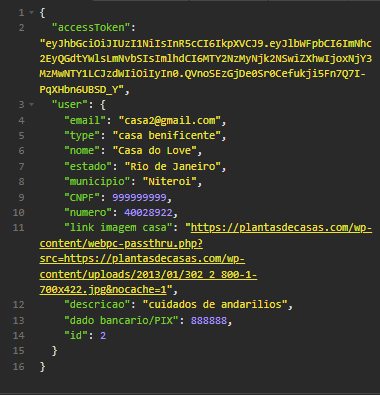 1 {
2 "accessToken":
"eyJhbGciOiJIUzI1NiIsInR5cCI6IkpXVCJ9.eyJlbWFpbCI6ImNhc
2EyQGdtYWlsLmNvbSIsImlhdCI6MTY2NzMyNjk2NSwiZXhwIjoxNjY3
MzMwNTY1LCJzdWIiOiIyIn0.QVnoSEzGjDe0Sr0Cefukji5Fn7Q7I-
PqXHbn6UBSD_Y",
3 "user": {
4 "email": "casa2@gmail.com",
5 "type": "casa benificente",
6 "nome": "Casa do Love",
7 "estado": "Rio de Janeiro",
8 "municipio": "Niteroi",
9 "CNPF": 999999999,
10 "numero": 40028922,
11 "link imagem casa": "https://plantasdecasas.com/wp-
content/webpc-passthru.php?
src=https://plantasdecasas.com/wp-
content/uploads/2013/01/302_2_800-1-
700x422.jpg&nocache=1",
12 "descricao": "cuidados de andarilios",
13 "dado bancario/PIX": 888888,
14 "id": 2
15 }
16 }